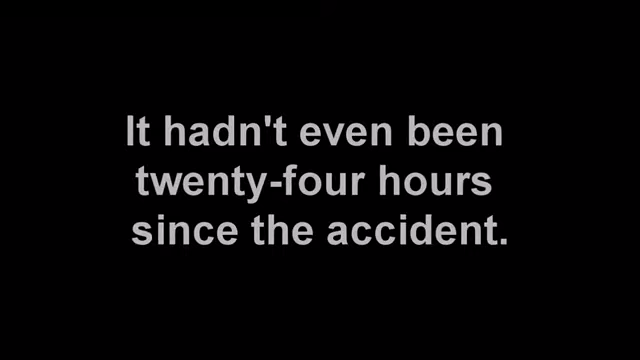 It hadn't even been
twenty-four hours
since the accident.